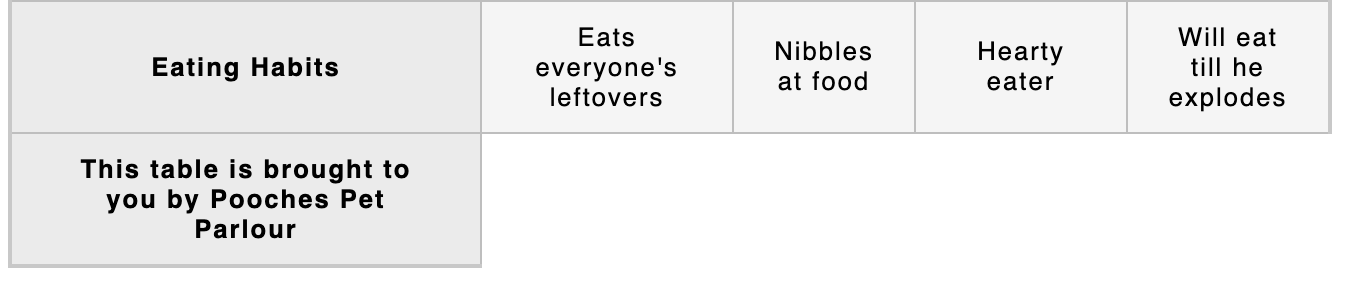 Eating Habits
Eats
everyone's
leftovers
Nibbles
at food
Hearty
eater
Will eat
till he
explodes
This table is brought to
you by Pooches Pet
Parlour